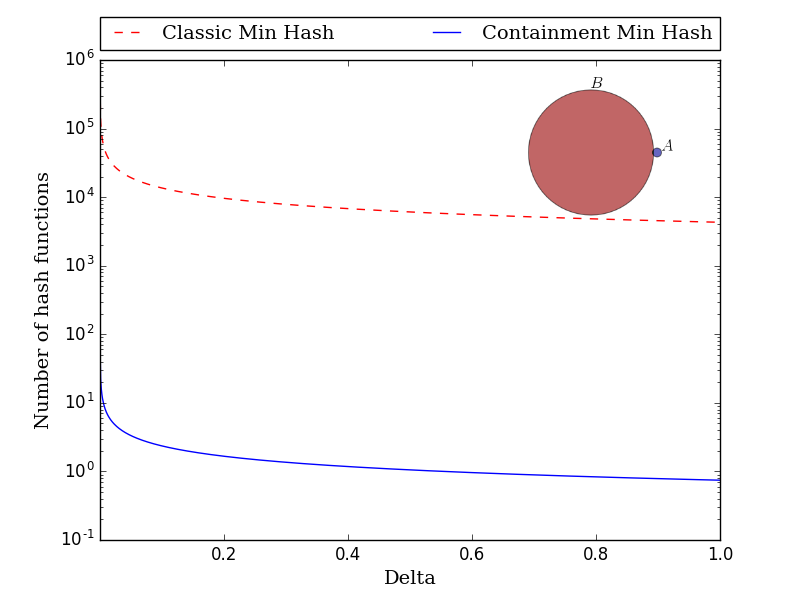 Classic Min Hash Containment Min Hash
10^6
10^5
10^4
10^3
10^2
10^1
10^0
10^-1
B
A
Number of hash functions
0.2 0.4 0.6 0.8 1.0
Delta